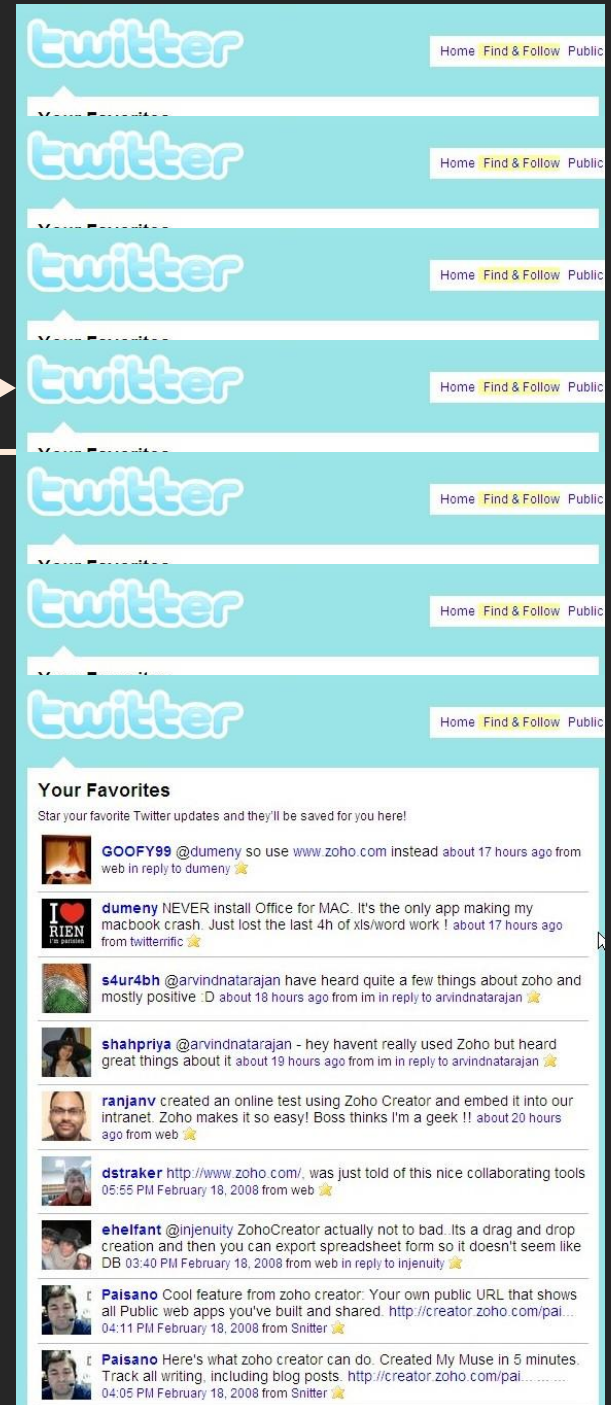 twitter
Home Find & Follow Public
Your Favorites
twitter
Home Find & Follow Public
Your Favorites
twitter
Home Find & Follow Public
Your Favorites
twitter
Home Find & Follow Public
Your Favorites
twitter
Home Find & Follow Public
Your Favorites
twitter
Home Find & Follow Public
Your Favorites
twitter
Home Find & Follow Public
Your Favorites
Star your favorite Twitter updates and they'll be saved for you here!
GOOFY99 @dumeny so use www.zoho.com instead about 17 hours ago from
web in reply to dumeny
I
RIEN
I'm parisien
dumeny NEVER install Office for MAC. It's the only app making my
macbook crash. Just lost the last 4h of xls/word work ! about 17 hours ago
from twitterrific
s4ur4bh @arvindnatarajan have heard quite a few things about zoho and
mostly positive :D about 18 hours ago from im in reply to arvindnatarajan
shahpriya @arvindnatarajan - hey havent really used Zoho but heard
great things about it about 19 hours ago from im in reply to arvindnatarajan
ranjanv created an online test using Zoho Creator and embed it into our
intranet. Zoho makes it so easy! Boss thinks I'm a geek !! about 20 hours
ago from web
dstraker http://www.zoho.com/, was just told of this nice collaborating tools
05:55 PM February 18, 2008 from web
ehelfant @injenuity ZohoCreator actually not to bad..Its a drag and drop
creation and then you can export spreadsheet form so it doesn't seem like
DB 03:40 PM February 18, 2008 from web in reply to injenuity
Paisano Cool feature from zoho creator: Your own public URL that shows
all Public web apps you've built and shared. http://creator.zoho.com/pai...
04:11 PM February 18, 2008 from Snitter
Paisano Here's what zoho creator can do. Created My Muse in 5 minutes.
Track all writing, including blog posts. http://creator.zoho.com/pai... ... ...
04:05 PM February 18, 2008 from Snitter